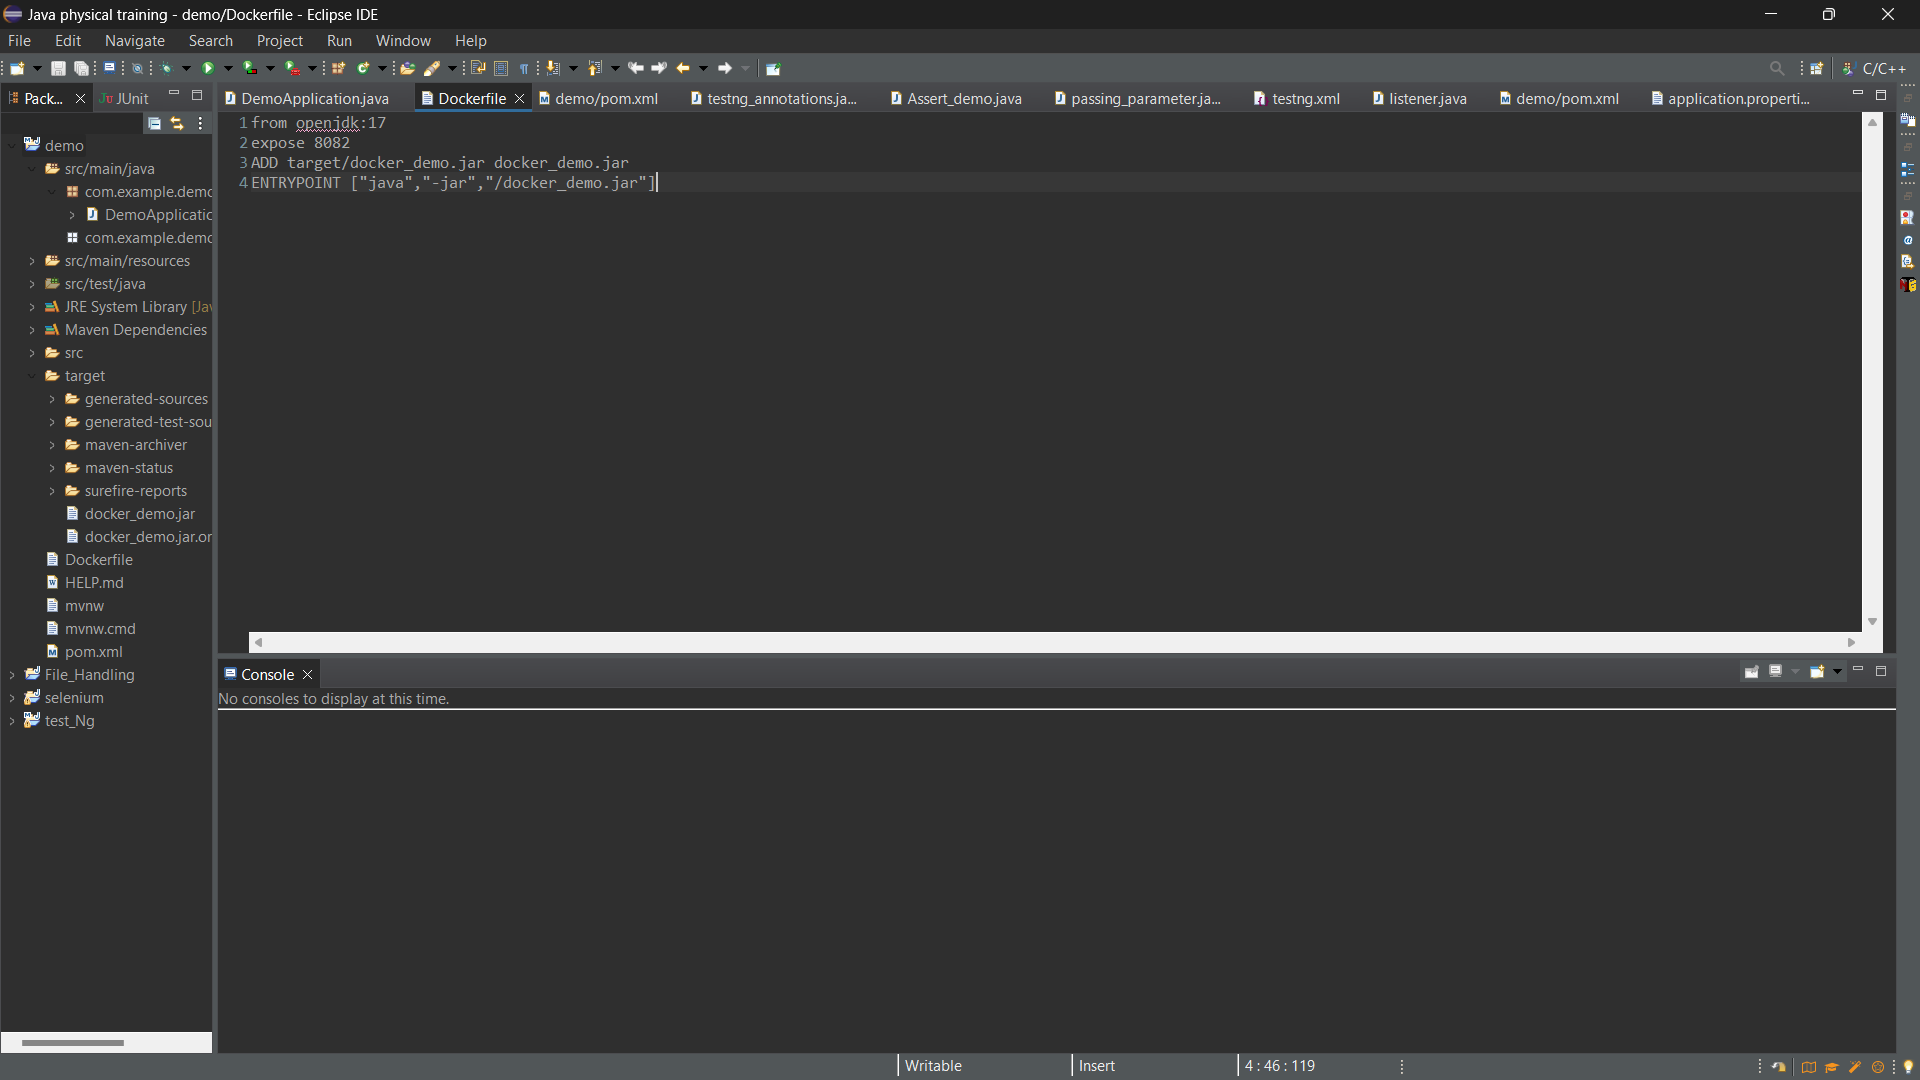 Java physical training - demo/Dockerfile - Eclipse IDE
File Edit Navigate Search Project Run Window Help
C/C++
Pack... JUnit
DemoApplication.java Dockerfile demo/pom.xml testng_annotations.ja... Assert_demo.java passing_parameter.ja... testng.xml listener.java demo/pom.xml application.properti...
demo
src/main/java
com.example.demo
DemoApplicatic
com.example.demo
src/main/resources
src/test/java
JRE System Library [Jav
Maven Dependencies
src
target
generated-sources
generated-test-sou
maven-archiver
maven-status
surefire-reports
docker_demo.jar
docker_demo.jar.or
Dockerfile
HELP.md
mvnw
mvnw.cmd
pom.xml
File_Handling
selenium
test_Ng
1 from openjdk:17
2 expose 8082
3 ADD target/docker_demo.jar docker_demo.jar
4 ENTRYPOINT ["java","-jar","/docker_demo.jar"]
Console
No consoles to display at this time.
Writable Insert 4 : 46 : 119